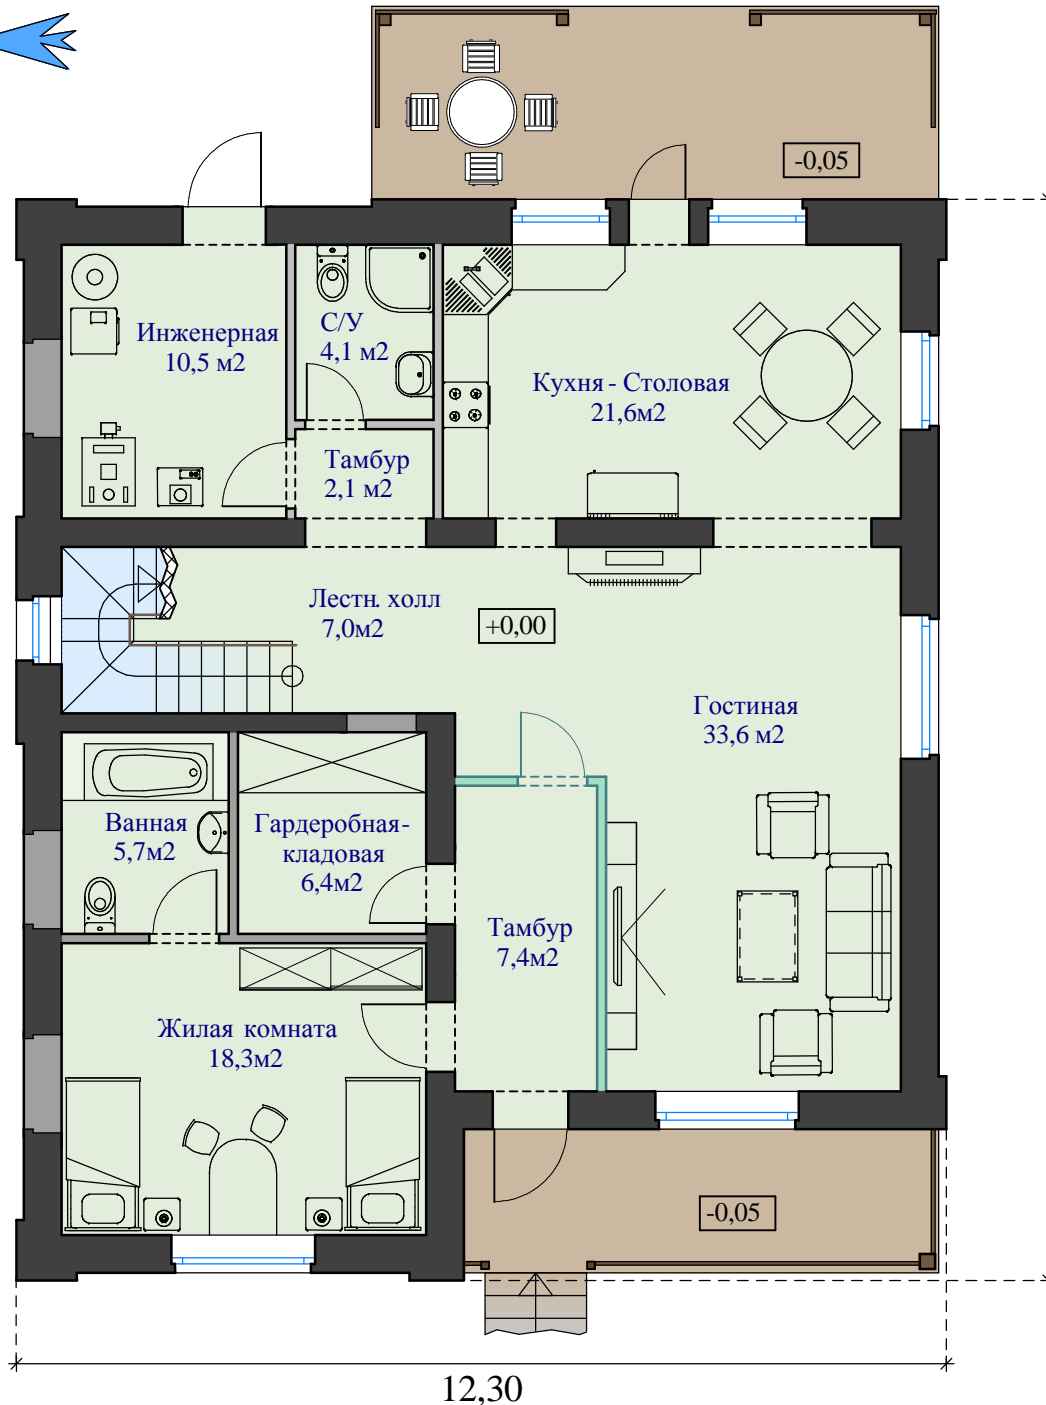 -0,05
Инженерная
10,5 м2
С/У
4,1 м2
Кухня - Столовая
21,6м2
Тамбур
2,1 м2
Лестн. холл
7,0м2
+0,00
Гостиная
33,6 м2
Ванная
5,7м2
Гардеробная-
кладовая
6,4м2
Тамбур
7,4м2
Жилая комната
18,3м2
-0,05
12,30